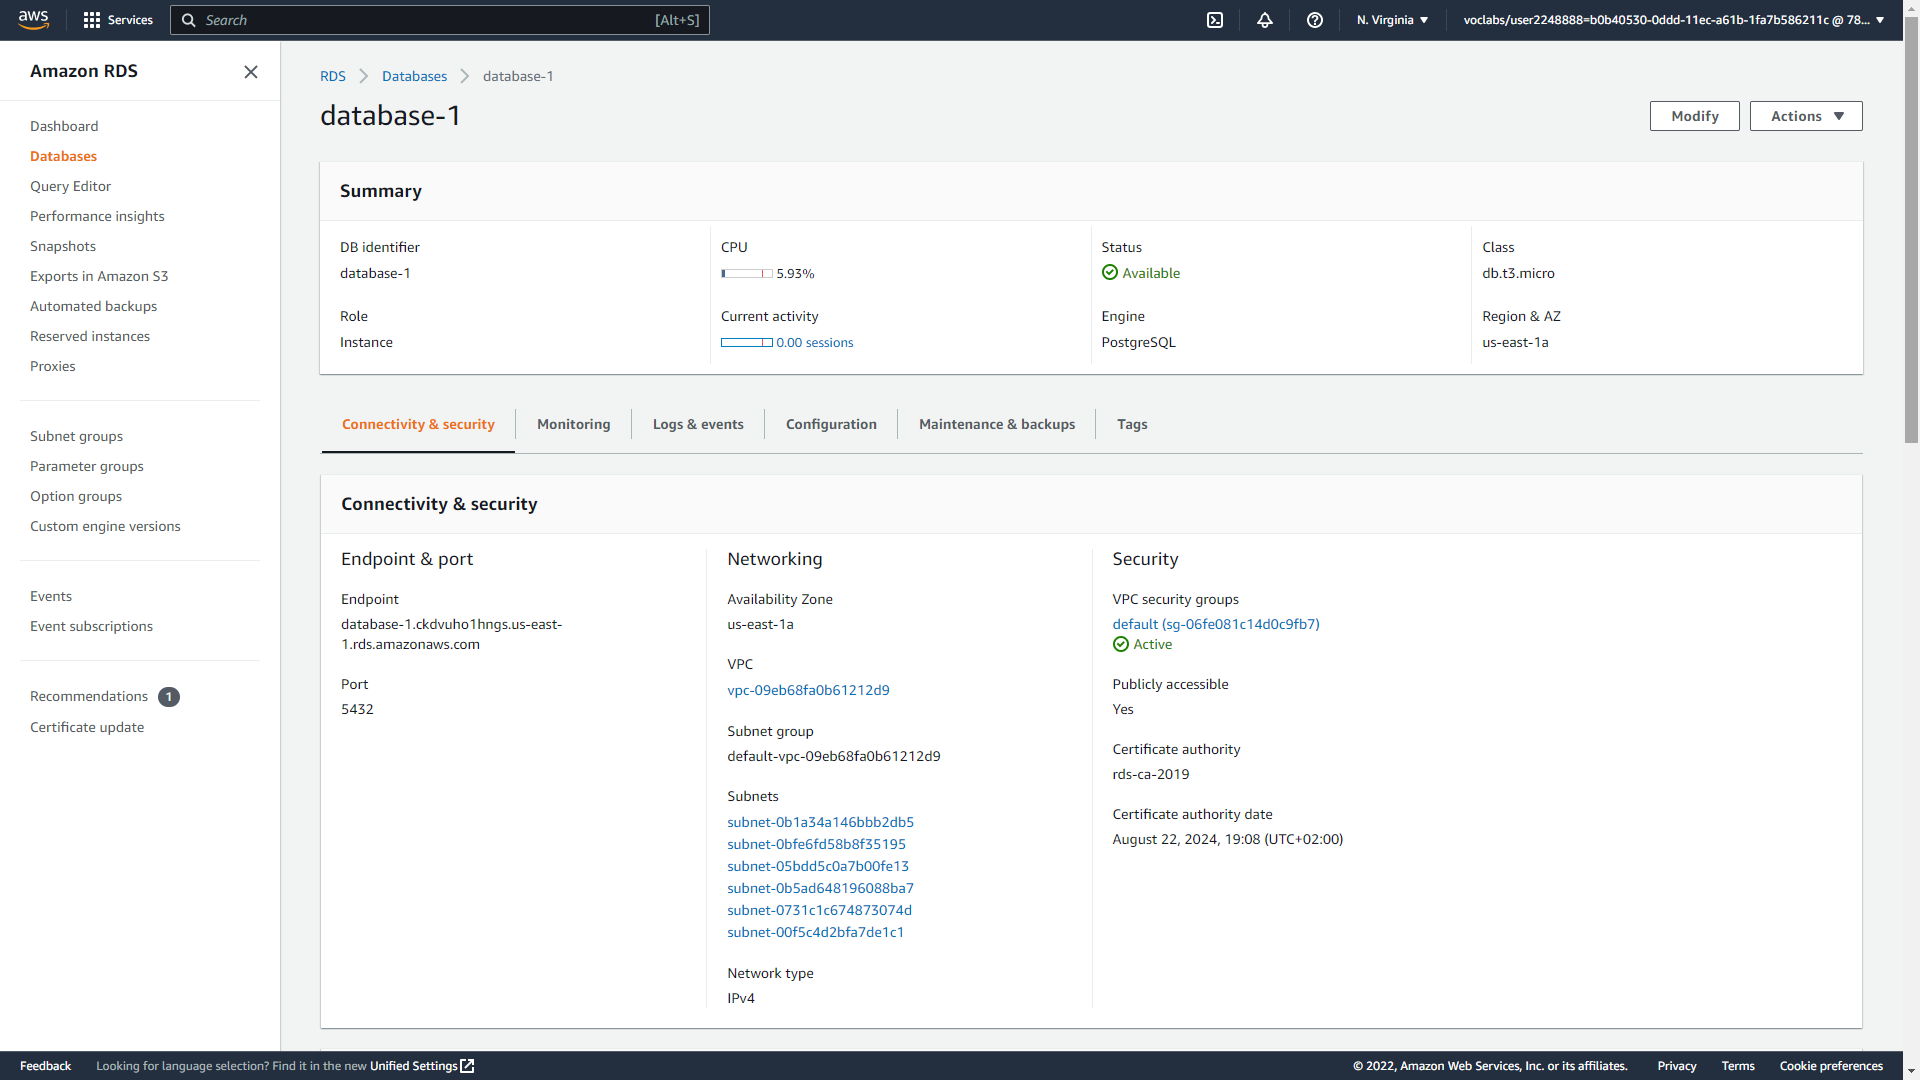 aws
Services
Search
[Alt+S]
N. Virginia
voclabs/user2248888=b0b40530-0ddd-11ec-a61b-1fa7b586211c @ 78...
Amazon RDS
Dashboard
Databases
Query Editor
Performance insights
Snapshots
Exports in Amazon S3
Automated backups
Reserved instances
Proxies
Subnet groups
Parameter groups
Option groups
Custom engine versions
Events
Event subscriptions
Recommendations 1
Certificate update
RDS > Databases > database-1
database-1
Modify
Actions
Summary
DB identifier
database-1
CPU
5.93%
Status
Available
Class
db.t3.micro
Role
Instance
Current activity
0.00 sessions
Engine
PostgreSQL
Region & AZ
us-east-1a
Connectivity & security
Monitoring
Logs & events
Configuration
Maintenance & backups
Tags
Connectivity & security
Endpoint & port
Endpoint
database-1.ckdvuho1hngs.us-east-
1.rds.amazonaws.com
Port
5432
Networking
Availability Zone
us-east-1a
VPC
vpc-09eb68fa0b61212d9
Subnet group
default-vpc-09eb68fa0b61212d9
Subnets
subnet-0b1a34a146bbb2db5
subnet-0bfe6fd58b8f35195
subnet-05bdd5c0a7b00fe13
subnet-0b5ad648196088ba7
subnet-0731c1c674873074d
subnet-00f5c4d2bfa7de1c1
Network type
IPv4
Security
VPC security groups
default (sg-06fe081c14d0c9fb7)
Active
Publicly accessible
Yes
Certificate authority
rds-ca-2019
Certificate authority date
August 22, 2024, 19:08 (UTC+02:00)
Feedback
Looking for language selection? Find it in the new Unified Settings
© 2022, Amazon Web Services, Inc. or its affiliates.
Privacy
Terms
Cookie preferences